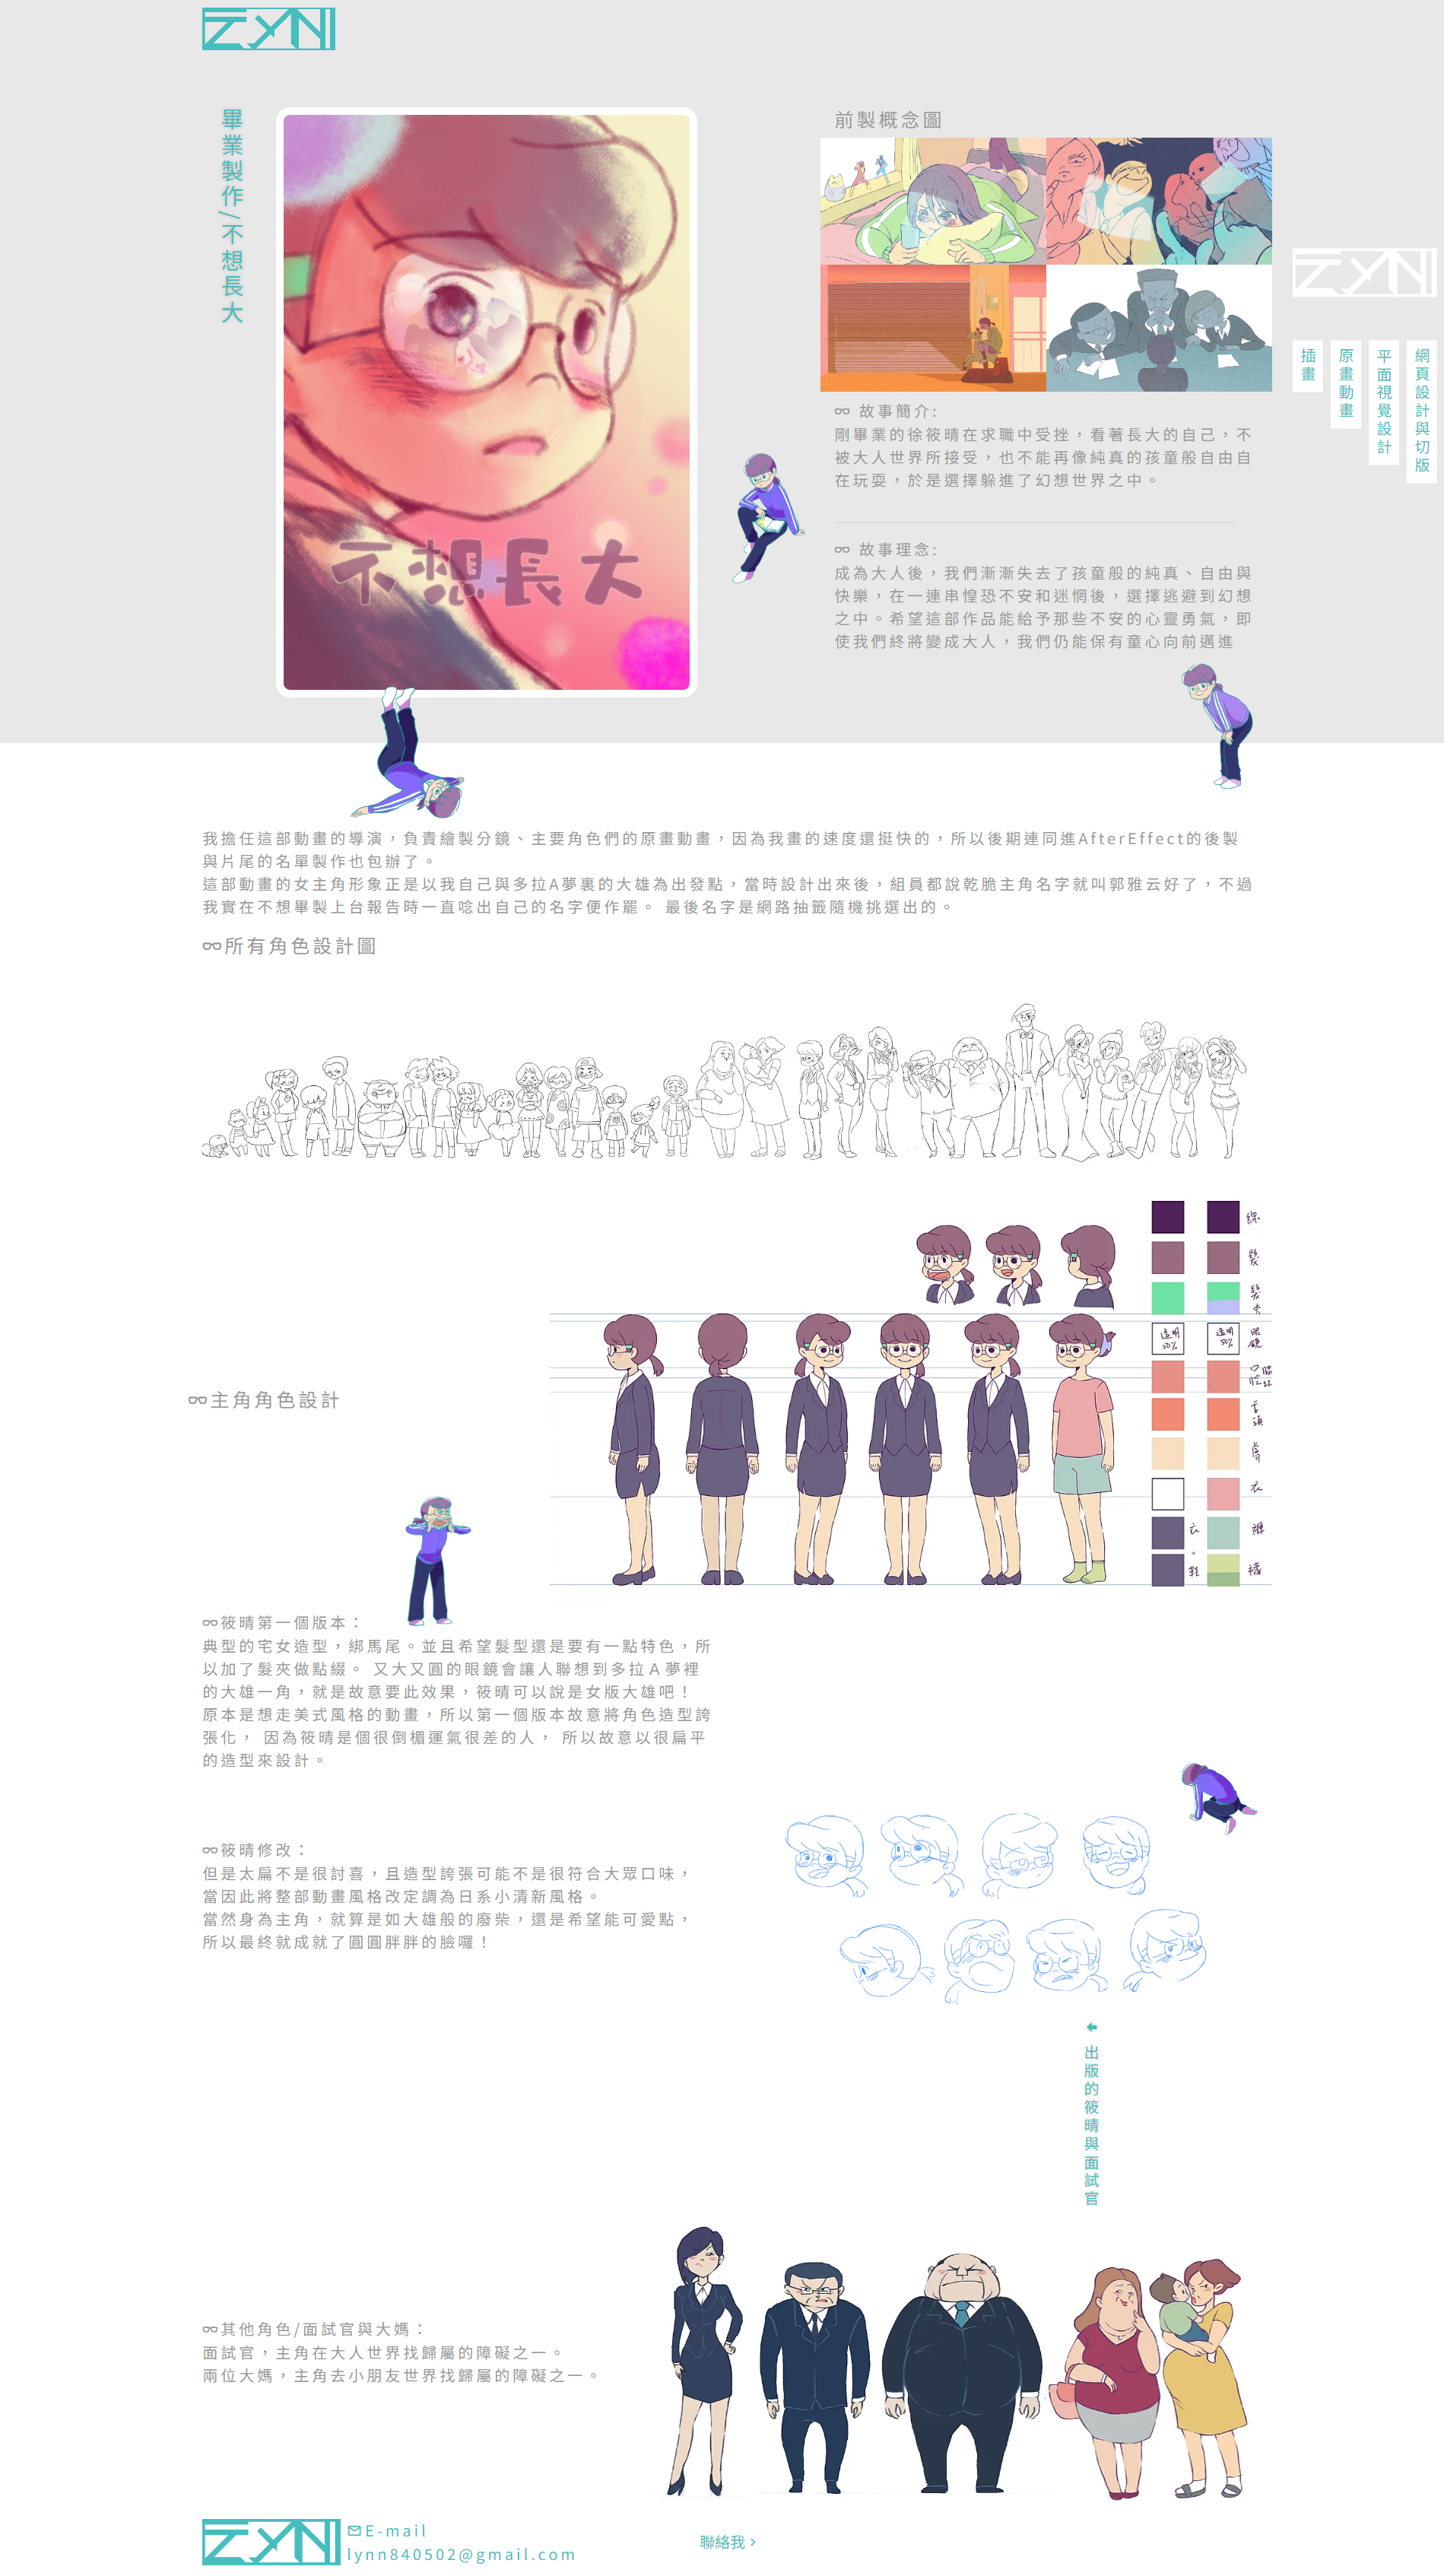 畢業製作/不想長大
不想長大
前製概念圖
故事簡介:
剛畢業的徐筱晴在求職中受挫，看著長大的自己，不
被大人世界所接受，也不能再像純真的孩童般自由自
在玩耍，於是選擇躲進了幻想世界之中。
故事理念:
成為大人後，我們漸漸失去了孩童般的純真、自由與
快樂，在一連串惶恐不安和迷惘後，選擇逃避到幻想
之中。希望這部作品能給予那些不安的心靈勇氣，即
使我們終將變成大人，我們仍能保有童心向前邁進
插畫
原畫動畫
平面視覺設計
網頁設計與切版
我擔任這部動畫的導演，負責繪製分鏡、主要角色們的原畫動畫，因為我畫的速度還挺快的，所以後期連同進AfterEffect的後製
與片尾的名單製作也包辦了。
這部動畫的女主角形象正是以我自己與多拉A夢裏的大雄為出發點，當時設計出來後，組員都說乾脆主角名字就叫郭雅云好了，不過
我實在不想畢製上台報告時一直唸出自己的名字便作罷。 最後名字是網路抽籤隨機挑選出的。
所有角色設計圖
主角角色設計
線
髮
髮夾
透明 50% 透明 50% 眼鏡
舌頭
膚
衣
衣 褲
鞋 襪
筱晴第一個版本：
典型的宅女造型，綁馬尾。並且希望髮型還是要有一點特色，所
以加了髮夾做點綴。 又大又圓的眼鏡會讓人聯想到多拉Ａ夢裡
的大雄一角，就是故意要此效果，筱晴可以說是女版大雄吧！
原本是想走美式風格的動畫，所以第一個版本故意將角色造型誇
張化， 因為筱晴是個很倒楣運氣很差的人， 所以故意以很扁平
的造型來設計。
筱晴修改：
但是太扁不是很討喜，且造型誇張可能不是很符合大眾口味，
當因此將整部動畫風格改定調為日系小清新風格。
當然身為主角，就算是如大雄般的廢柴，還是希望能可愛點，
所以最終就成就了圓圓胖胖的臉囉！
出版的筱晴與面試官
其他角色/面試官與大媽：
面試官，主角在大人世界找歸屬的障礙之一。
兩位大媽，主角去小朋友世界找歸屬的障礙之一。
E-mail
lynn840502@gmail.com
聯絡我